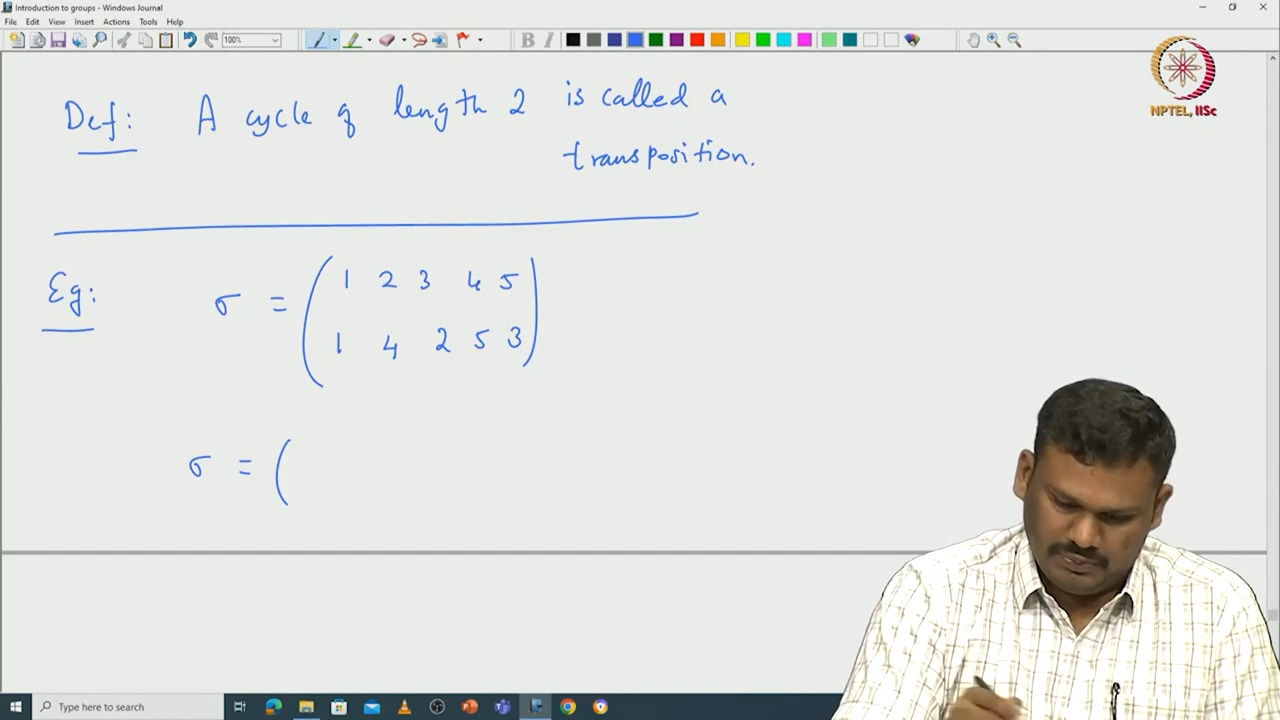 Introduction to groups - Windows Journal
File Edit View Insert Actions Tools Help
100%
B I
NPTEL, IISc
Def: A cycle of length 2 is called a
transposition.
Eg: σ = ( 1 2 3 4 5
1 4 2 5 3 )
σ = (
Type here to search